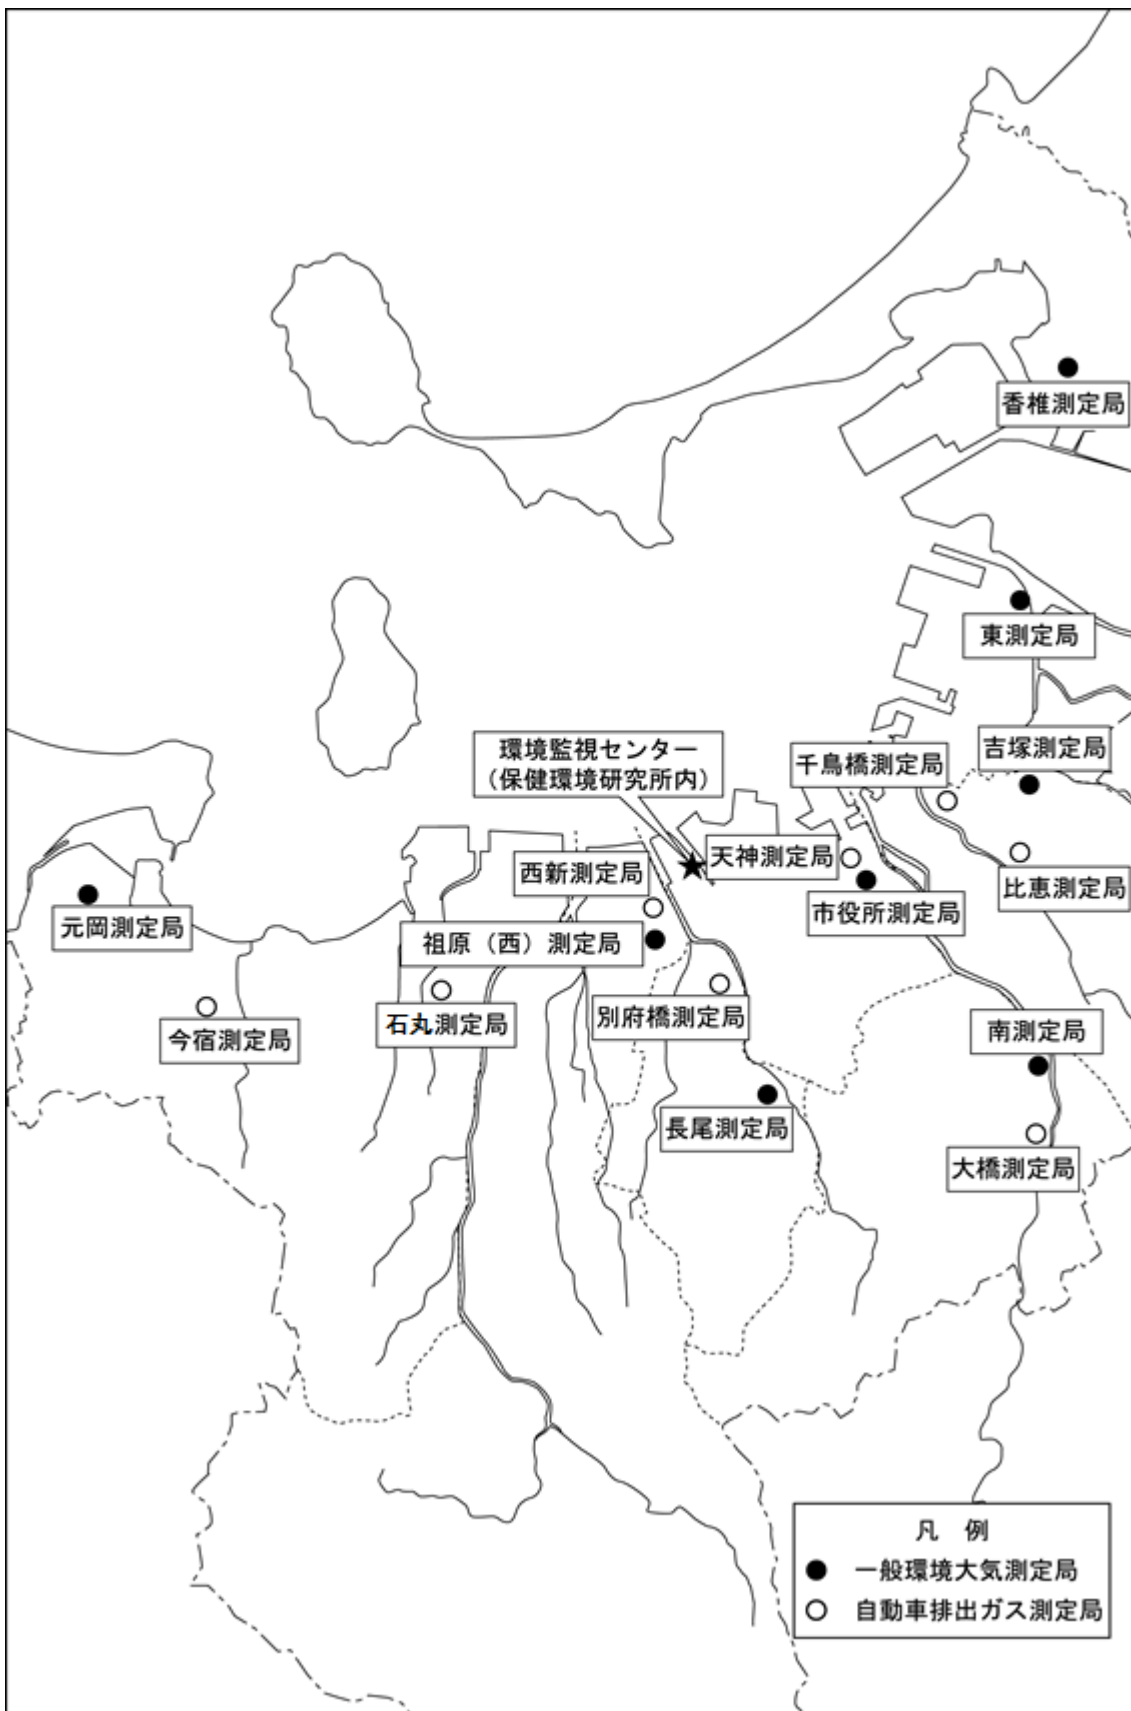 香椎測定局
東測定局
吉塚測定局
環境監視センター
（保健環境研究所内）
千鳥橋測定局
天神測定局
西新測定局
比恵測定局
市役所測定局
元岡測定局
祖原（西）測定局
別府橋測定局
石丸測定局
今宿測定局
南測定局
長尾測定局
大橋測定局
凡 例
一般環境大気測定局
自動車排出ガス測定局